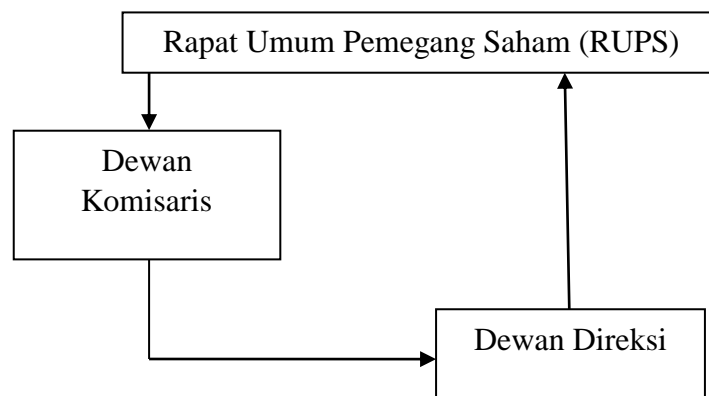 Rapat Umum Pemegang Saham (RUPS)
Dewan
Komisaris
Dewan Direksi